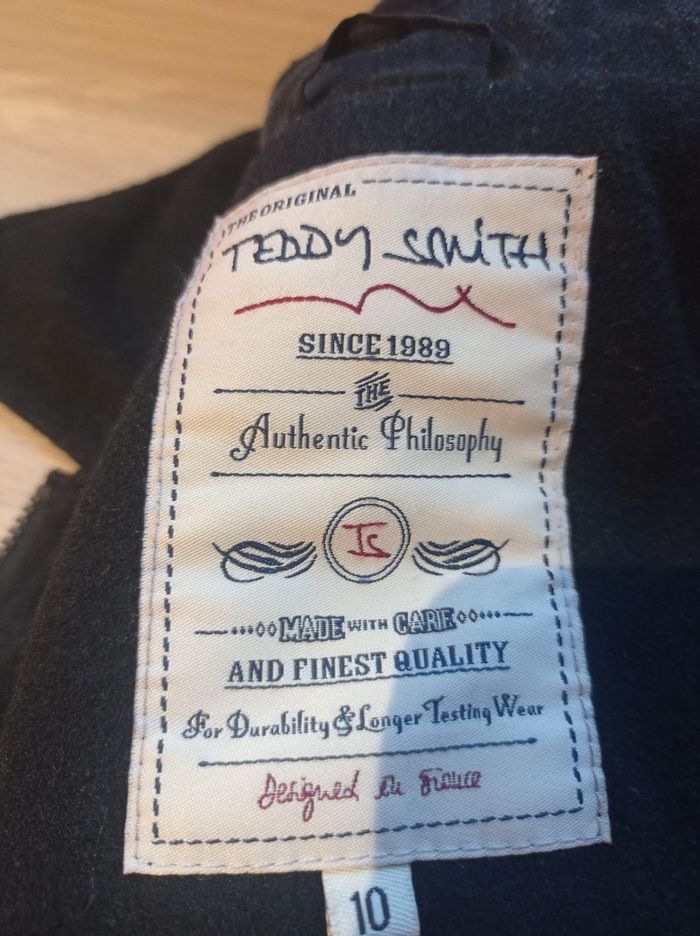 THE ORIGINAL
TEDDY SMITH
SINCE 1989
THE
Authentic Philosophy
TS
MADE WITH CARE
AND FINEST QUALITY
For Durability & Longer Testing Wear
Designed in France
10